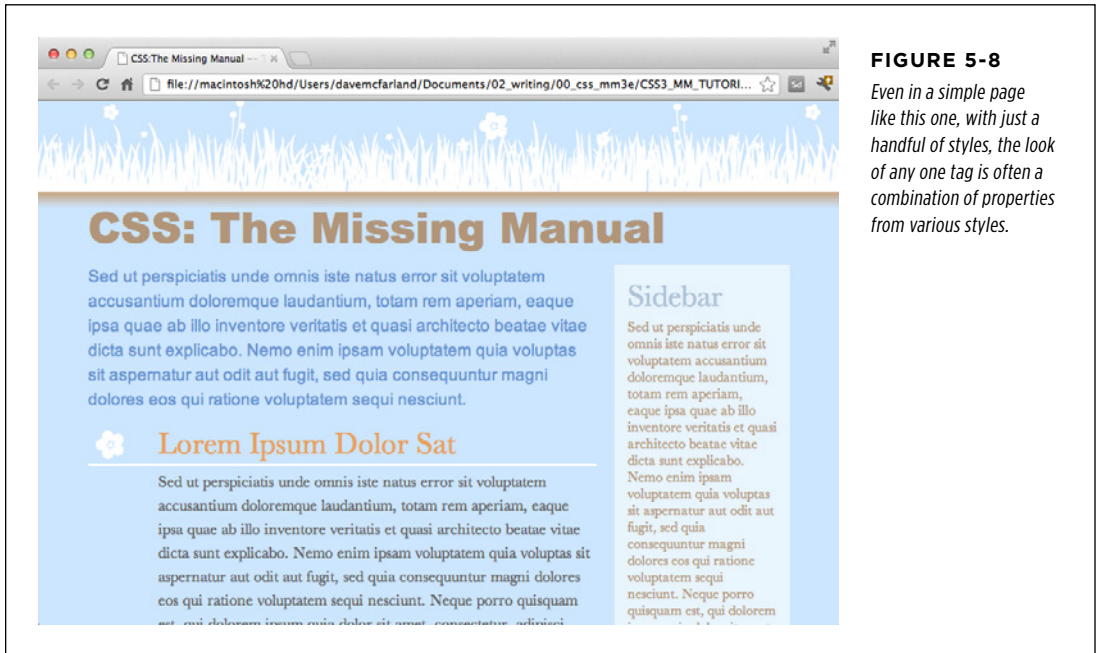 CSS:The Missing Manual -- T
file://macintosh%20hd/Users/davemcfarland/Documents/02_writing/00_css_mm3e/CSS3_MM_TUTORI...
CSS: The Missing Manual
Sed ut perspiciatis unde omnis iste natus error sit voluptatem
accusantium doloremque laudantium, totam rem aperiam, eaque
ipsa quae ab illo inventore veritatis et quasi architecto beatae vitae
dicta sunt explicabo. Nemo enim ipsam voluptatem quia voluptas
sit aspernatur aut odit aut fugit, sed quia consequuntur magni
dolores eos qui ratione voluptatem sequi nesciunt.
Lorem Ipsum Dolor Sat
Sed ut perspiciatis unde omnis iste natus error sit voluptatem
accusantium doloremque laudantium, totam rem aperiam, eaque
ipsa quae ab illo inventore veritatis et quasi architecto beatae vitae
dicta sunt explicabo. Nemo enim ipsam voluptatem quia voluptas sit
aspernatur aut odit aut fugit, sed quia consequuntur magni dolores
eos qui ratione voluptatem sequi nesciunt. Neque porro quisquam
est, qui dolorem ipsum quia dolor sit amet, consectetur, adipisci
Sidebar
Sed ut perspiciatis unde
omnis iste natus error sit
voluptatem accusantium
doloremque laudantium,
totam rem aperiam,
eaque ipsa quae ab illo
inventore veritatis et quasi
architecto beatae vitae
dicta sunt explicabo.
Nemo enim ipsam
voluptatem quia voluptas
sit aspernatur aut odit aut
fugit, sed quia
consequuntur magni
dolores eos qui ratione
voluptatem sequi
nesciunt. Neque porro
quisquam est, qui dolorem
FIGURE 5-8
Even in a simple page
like this one, with just a
handful of styles, the look
of any one tag is often a
combination of properties
from various styles.